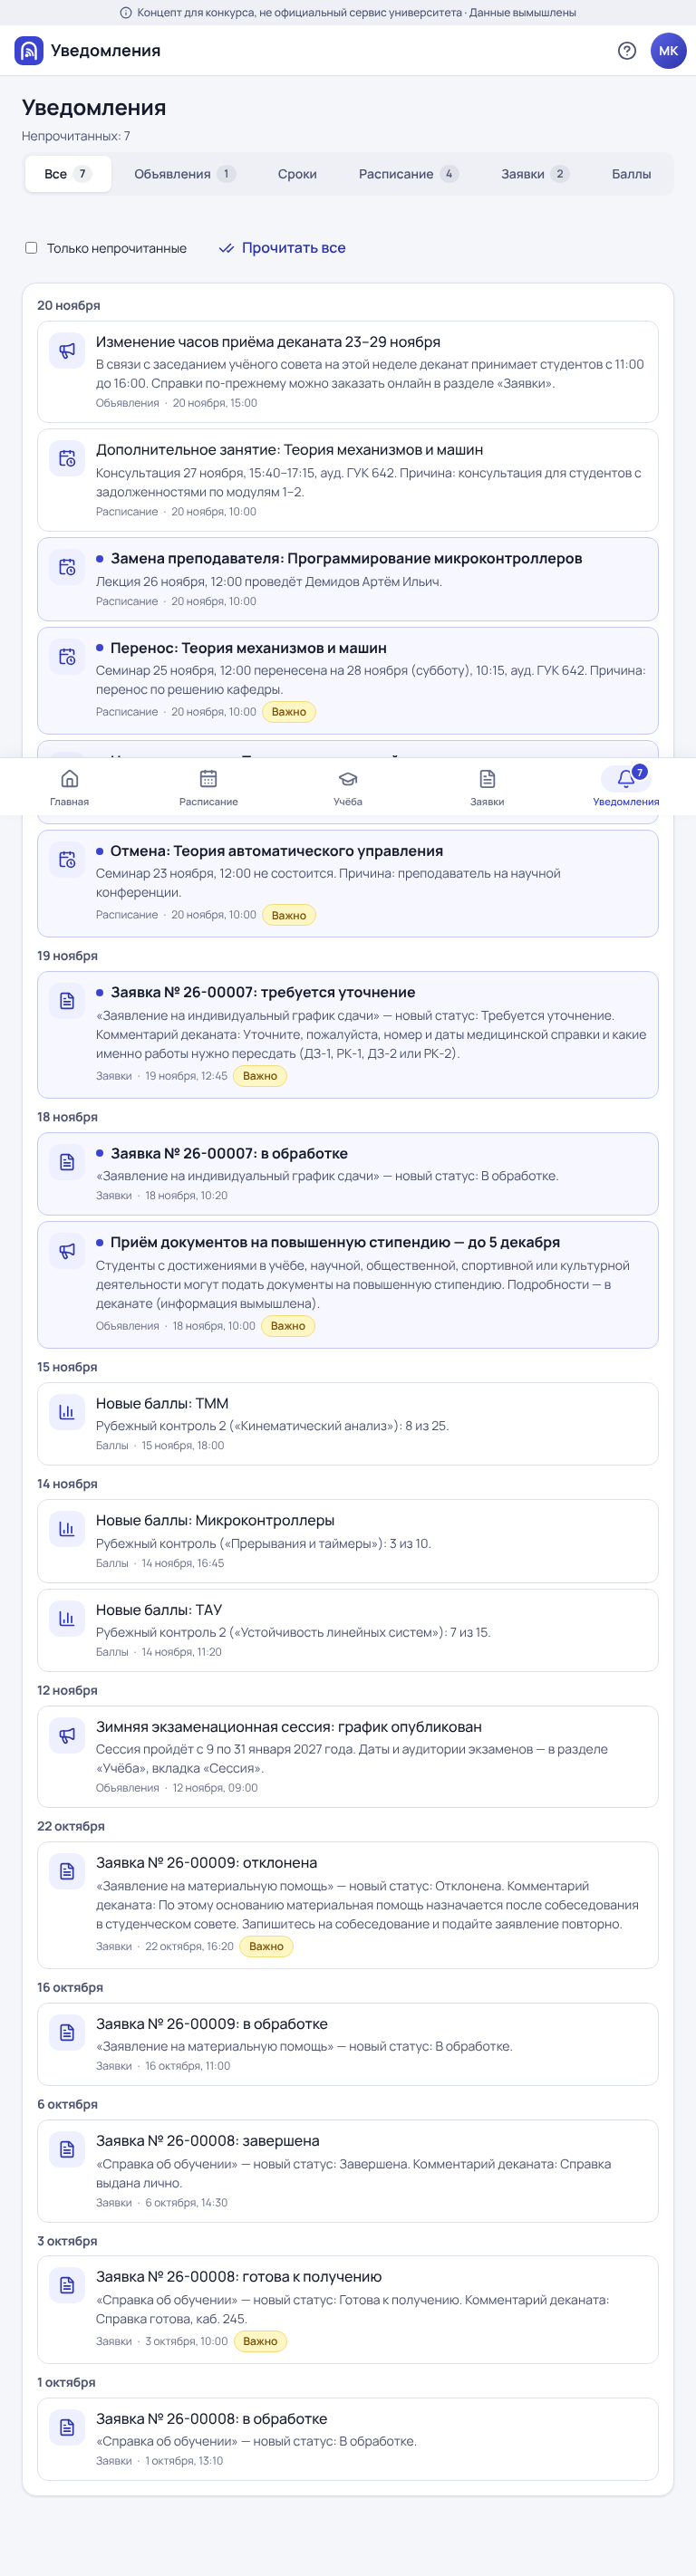 Концепт для конкурса, не официальный сервис университета · Данные вымышлены
Уведомления
МК
Уведомления
Непрочитанных: 7
Все 7 Объявления 1 Сроки Расписание 4 Заявки 2 Баллы
Только непрочитанные Прочитать все
20 ноября
Изменение часов приёма деканата 23–29 ноября
В связи с заседанием учёного совета на этой неделе деканат принимает студентов с 11:00
до 16:00. Справки по-прежнему можно заказать онлайн в разделе «Заявки».
Объявления · 20 ноября, 15:00
Дополнительное занятие: Теория механизмов и машин
Консультация 27 ноября, 15:40–17:15, ауд. ГУК 642. Причина: консультация для студентов с
задолженностями по модулям 1–2.
Расписание · 20 ноября, 10:00
Замена преподавателя: Программирование микроконтроллеров
Лекция 26 ноября, 12:00 проведёт Демидов Артём Ильич.
Расписание · 20 ноября, 10:00
Перенос: Теория механизмов и машин
Семинар 25 ноября, 12:00 перенесена на 28 ноября (субботу), 10:15, ауд. ГУК 642. Причина:
перенос по решению кафедры.
Расписание · 20 ноября, 10:00 Важно
Главная Расписание Учёба Заявки 7 Уведомления
Отмена: Теория автоматического управления
Семинар 23 ноября, 12:00 не состоится. Причина: преподаватель на научной
конференции.
Расписание · 20 ноября, 10:00 Важно
19 ноября
Заявка № 26-00007: требуется уточнение
«Заявление на индивидуальный график сдачи» — новый статус: Требуется уточнение.
Комментарий деканата: Уточните, пожалуйста, номер и даты медицинской справки и какие
именно работы нужно пересдать (ДЗ-1, РК-1, ДЗ-2 или РК-2).
Заявки · 19 ноября, 12:45 Важно
18 ноября
Заявка № 26-00007: в обработке
«Заявление на индивидуальный график сдачи» — новый статус: В обработке.
Заявки · 18 ноября, 10:20
Приём документов на повышенную стипендию — до 5 декабря
Студенты с достижениями в учёбе, научной, общественной, спортивной или культурной
деятельности могут подать документы на повышенную стипендию. Подробности — в
деканате (информация вымышлена).
Объявления · 18 ноября, 10:00 Важно
15 ноября
Новые баллы: ТММ
Рубежный контроль 2 («Кинематический анализ»): 8 из 25.
Баллы · 15 ноября, 18:00
14 ноября
Новые баллы: Микроконтроллеры
Рубежный контроль («Прерывания и таймеры»): 3 из 10.
Баллы · 14 ноября, 16:45
Новые баллы: ТАУ
Рубежный контроль 2 («Устойчивость линейных систем»): 7 из 15.
Баллы · 14 ноября, 11:20
12 ноября
Зимняя экзаменационная сессия: график опубликован
Сессия пройдёт с 9 по 31 января 2027 года. Даты и аудитории экзаменов — в разделе
«Учёба», вкладка «Сессия».
Объявления · 12 ноября, 09:00
22 октября
Заявка № 26-00009: отклонена
«Заявление на материальную помощь» — новый статус: Отклонена. Комментарий
деканата: По этому основанию материальная помощь назначается после собеседования
в студенческом совете. Запишитесь на собеседование и подайте заявление повторно.
Заявки · 22 октября, 16:20 Важно
16 октября
Заявка № 26-00009: в обработке
«Заявление на материальную помощь» — новый статус: В обработке.
Заявки · 16 октября, 11:00
6 октября
Заявка № 26-00008: завершена
«Справка об обучении» — новый статус: Завершена. Комментарий деканата: Справка
выдана лично.
Заявки · 6 октября, 14:30
3 октября
Заявка № 26-00008: готова к получению
«Справка об обучении» — новый статус: Готова к получению. Комментарий деканата:
Справка готова, каб. 245.
Заявки · 3 октября, 10:00 Важно
1 октября
Заявка № 26-00008: в обработке
«Справка об обучении» — новый статус: В обработке.
Заявки · 1 октября, 13:10